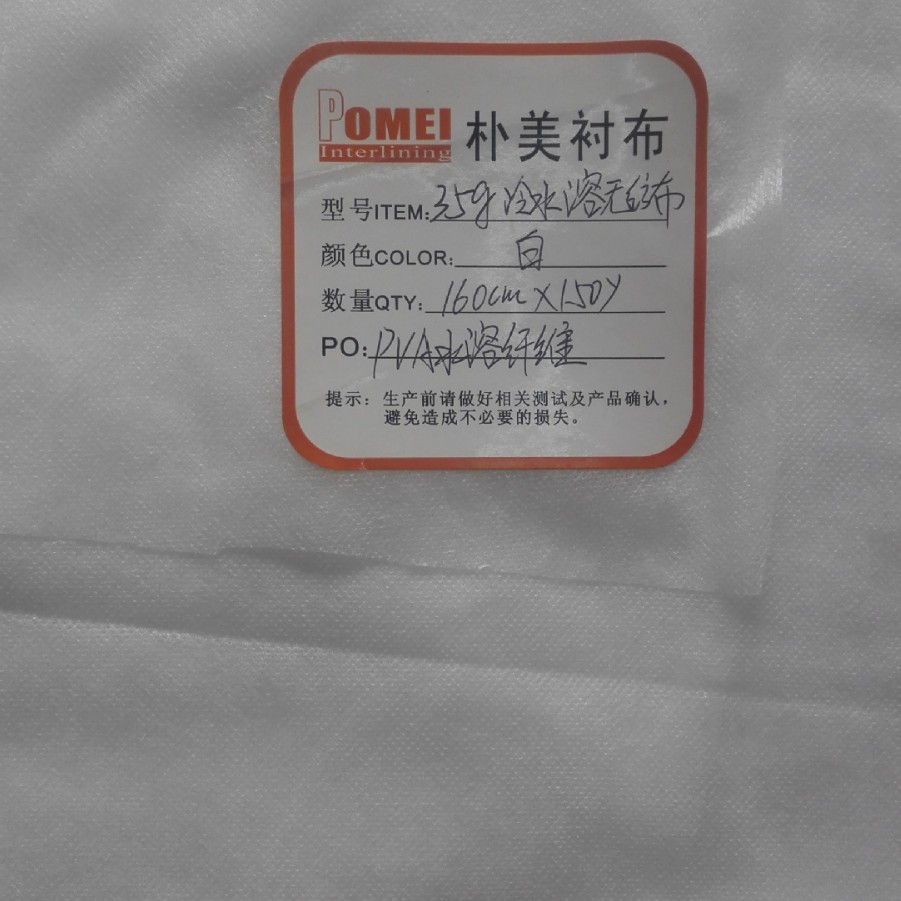 POMEI
Interlining
朴美衬布
型号ITEM: 35g冷水溶无纺布
颜色COLOR: 白
数量QTY: 160cm×150y
PO: PVA水溶纤维
提示：生产前请做好相关测试及产品确认，
避免造成不必要的损失。